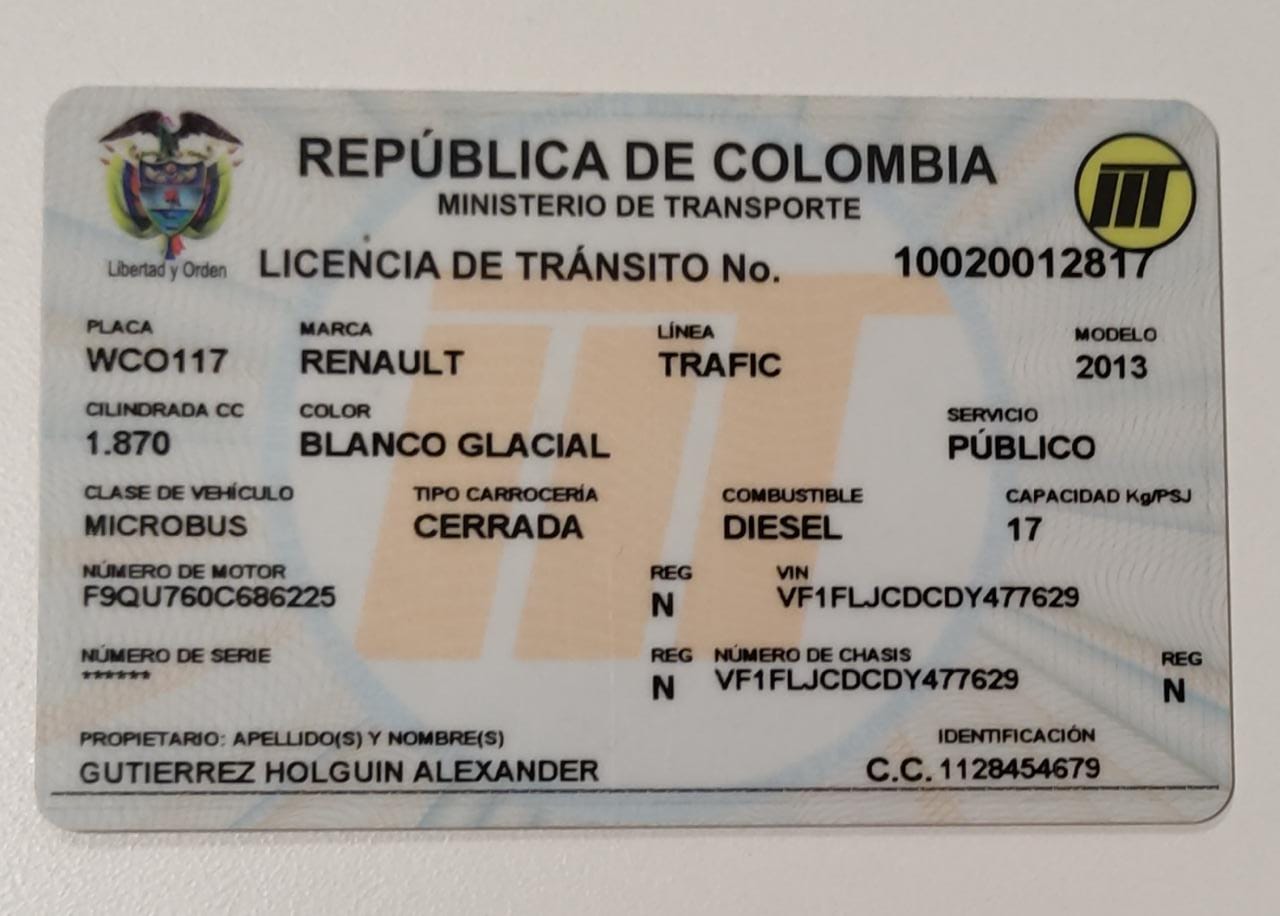 REPÚBLICA DE COLOMBIA
MINISTERIO DE TRANSPORTE
Libertad y Orden
LICENCIA DE TRÁNSITO No. 10020012817
PLACA MARCA LÍNEA MODELO
WCO117 RENAULT TRAFIC 2013
CILINDRADA CC COLOR SERVICIO
1.870 BLANCO GLACIAL PÚBLICO
CLASE DE VEHÍCULO TIPO CARROCERÍA COMBUSTIBLE CAPACIDAD Kg/PSJ
MICROBUS CERRADA DIESEL 17
NÚMERO DE MOTOR REG VIN
F9QU760C686225 N VF1FLJCDCDY477629
NÚMERO DE SERIE REG NÚMERO DE CHASIS REG
****** N VF1FLJCDCDY477629 N
PROPIETARIO: APELLIDO(S) Y NOMBRE(S) IDENTIFICACIÓN
GUTIERREZ HOLGUIN ALEXANDER C.C. 1128454679